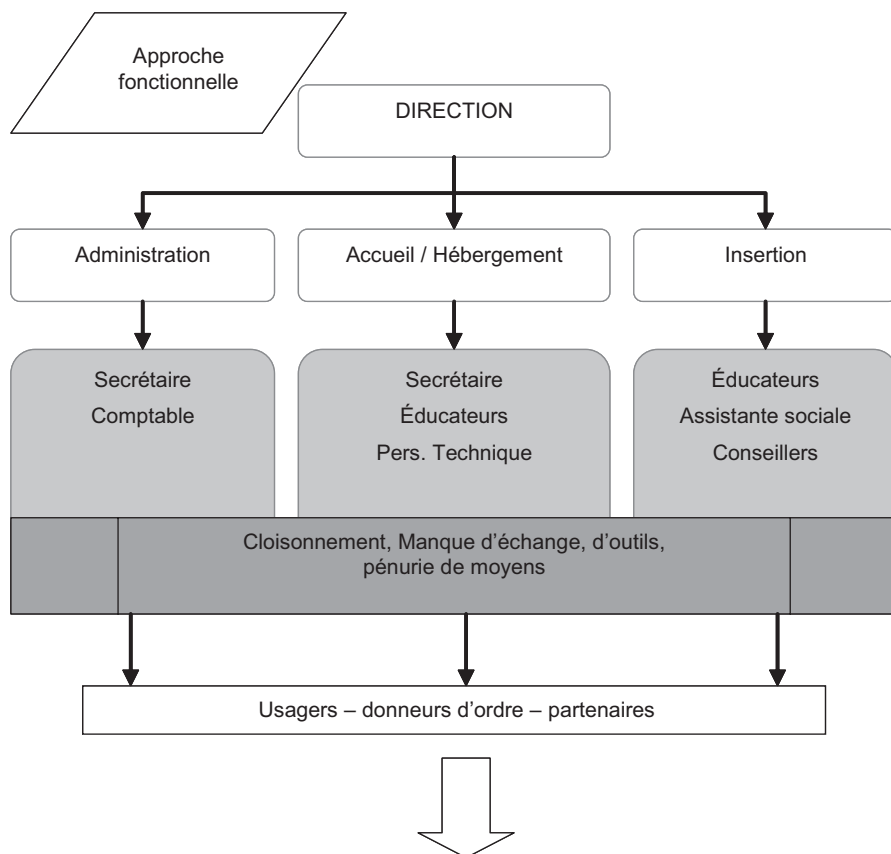 Approche
fonctionnelle
DIRECTION
Administration
Accueil / Hébergement
Insertion
Secrétaire
Comptable
Secrétaire
Éducateurs
Pers. Technique
Éducateurs
Assistante sociale
Conseillers
Cloisonnement, Manque d’échange, d’outils,
pénurie de moyens
Usagers – donneurs d’ordre – partenaires